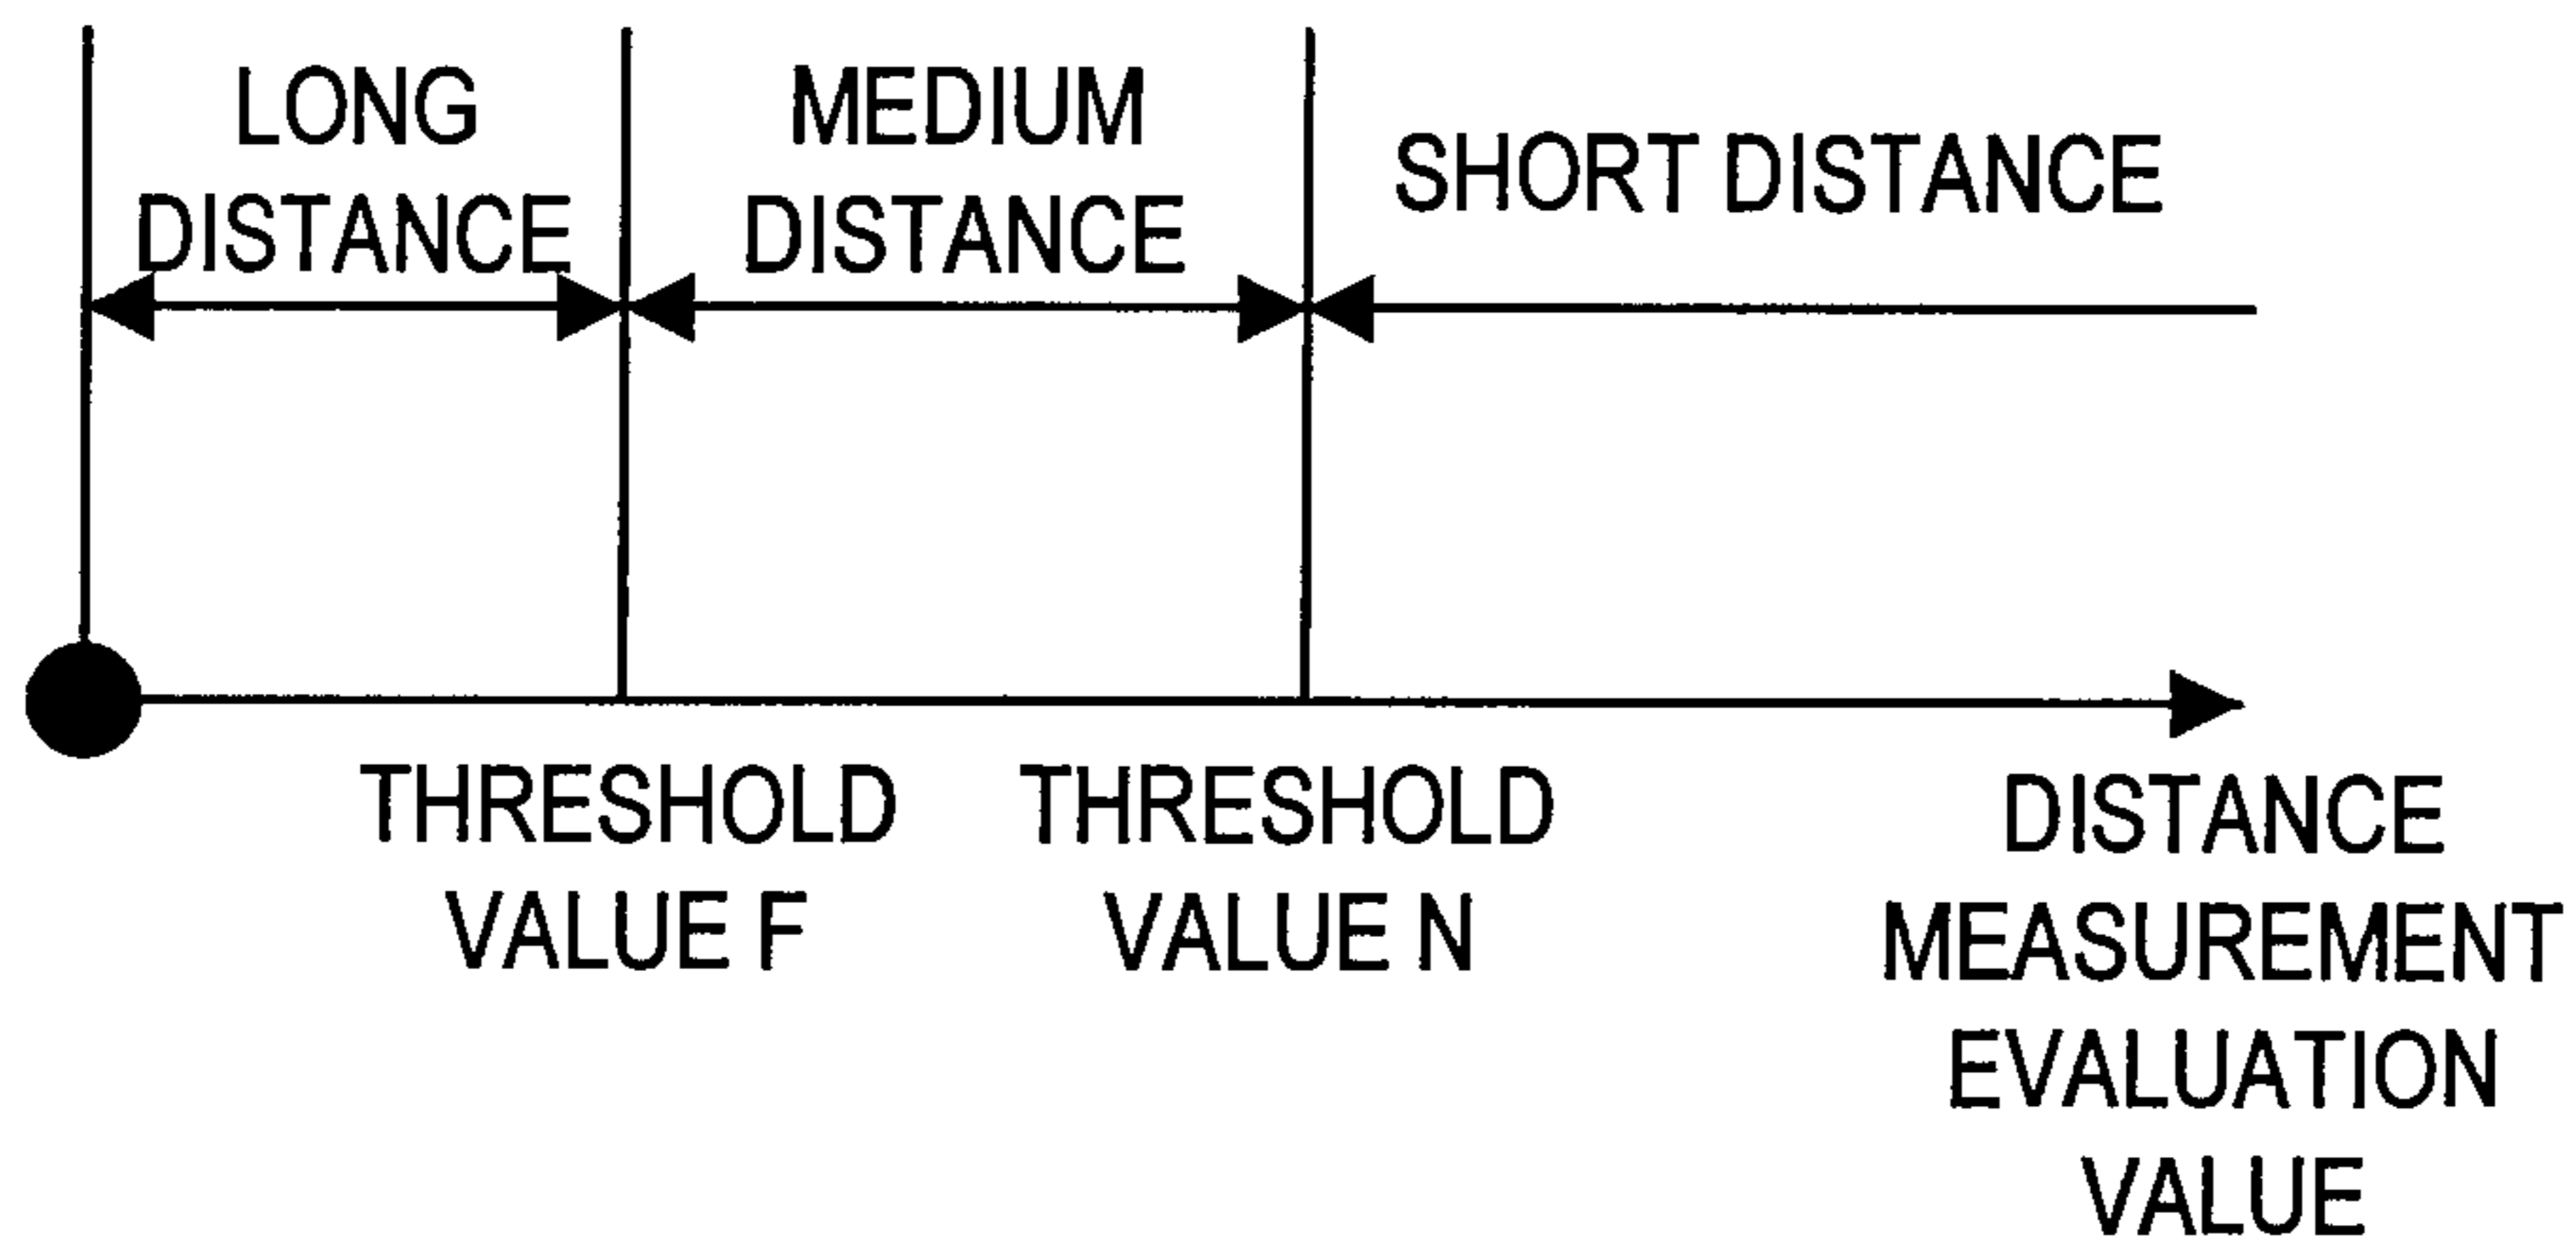 LONG
DISTANCE
MEDIUM
DISTANCE
SHORT DISTANCE
THRESHOLD
VALUE F
THRESHOLD
VALUE N
DISTANCE
MEASUREMENT
EVALUATION
VALUE